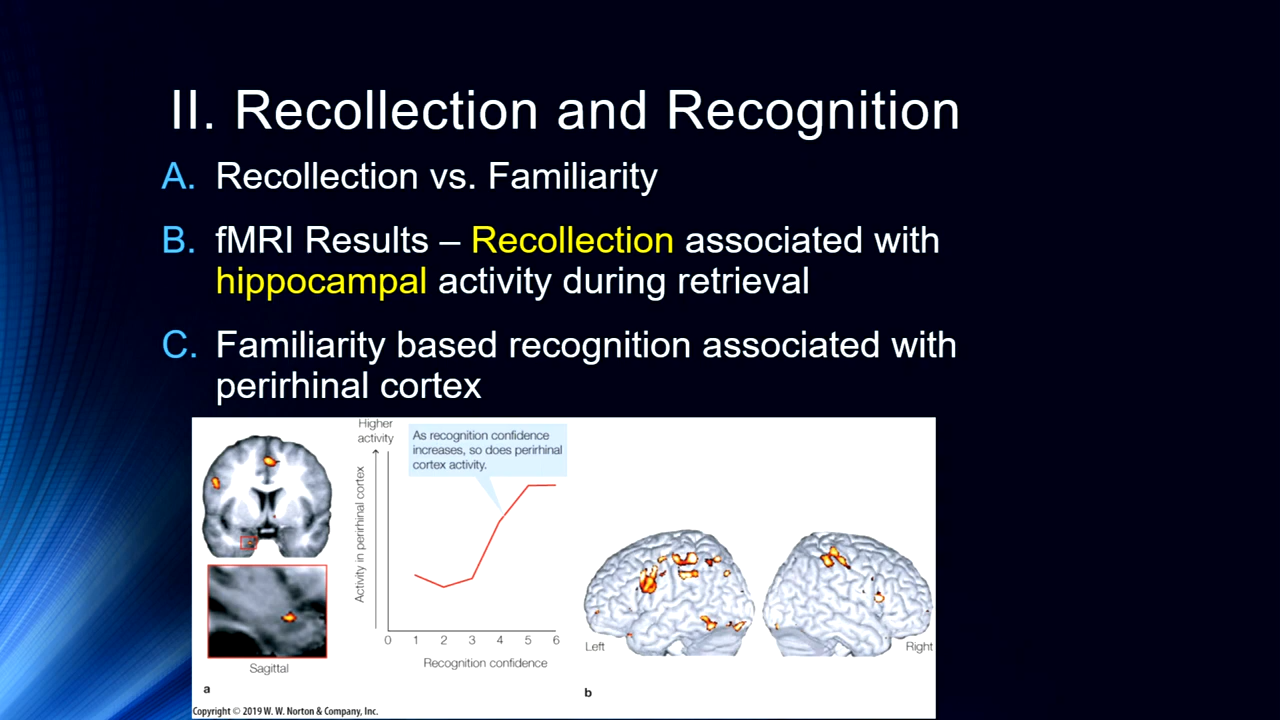 II. Recollection and Recognition
A. Recollection vs. Familiarity
B. fMRI Results – Recollection associated with
hippocampal activity during retrieval
C. Familiarity based recognition associated with
perirhinal cortex
Higher
activity
As recognition confidence
increases, so does perirhinal
cortex activity.
Activity in perirhinal cortex
0 1 2 3 4 5 6
Recognition confidence
Sagittal
a
Left
Right
b
Copyright © 2019 W. W. Norton & Company, Inc.